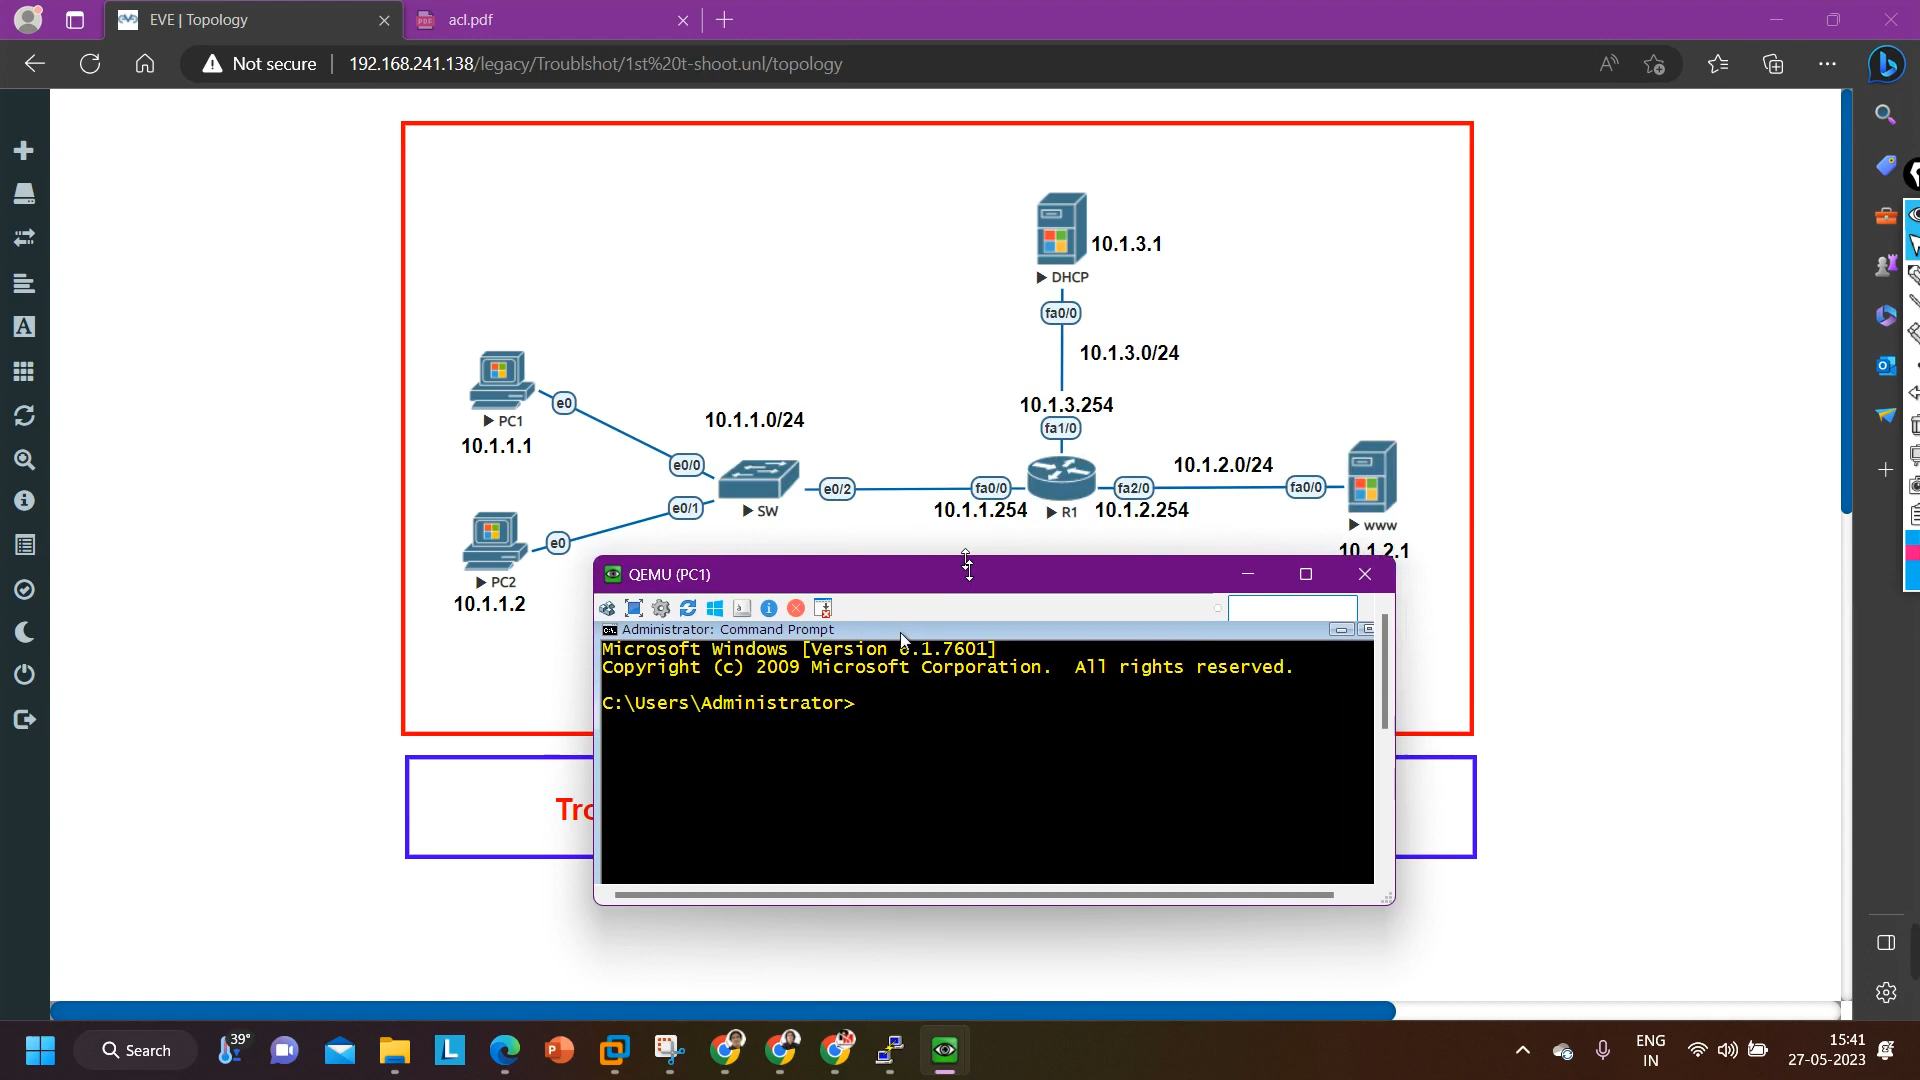 EVE | Topology
acl.pdf
Not secure
192.168.241.138/legacy/Troublshot/1st%20t-shoot.unl/topology
10.1.3.1
DHCP
fa0/0
10.1.3.0/24
10.1.3.254
fa1/0
PC1
10.1.1.1
e0
10.1.1.0/24
e0/0
e0/1
SW
e0/2
fa0/0
10.1.1.254
R1
fa2/0
10.1.2.254
10.1.2.0/24
fa0/0
www
10.1.2.1
e0
PC2
10.1.1.2
QEMU (PC1)
Administrator: Command Prompt
Microsoft Windows [Version 6.1.7601]
Copyright (c) 2009 Microsoft Corporation. All rights reserved.
C:\Users\Administrator>
Search
39°
ENG
IN
15:41
27-05-2023